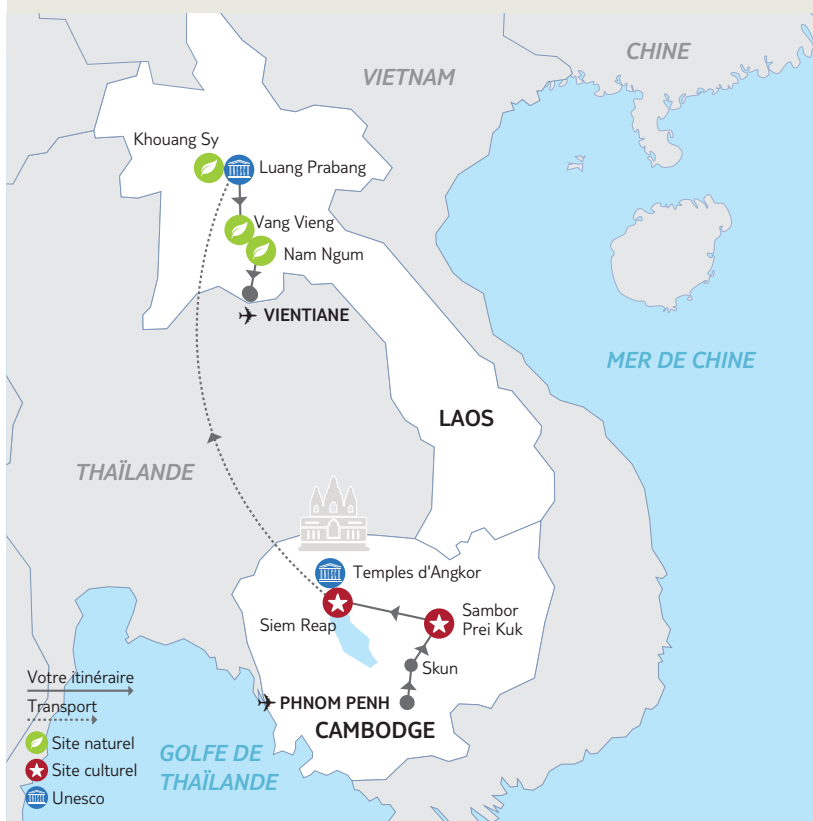 CHINE
VIETNAM
Khouang Sy
Luang Prabang
Vang Vieng
Nam Ngum
VIENTIANE
MER DE CHINE
LAOS
THAÏLANDE
Temples d'Angkor
Siem Reap
Sambor
Prei Kuk
Skun
PHNOM PENH
CAMBODGE
GOLFE DE
THAÏLANDE
Votre itinéraire
Transport
Site naturel
Site culturel
Unesco